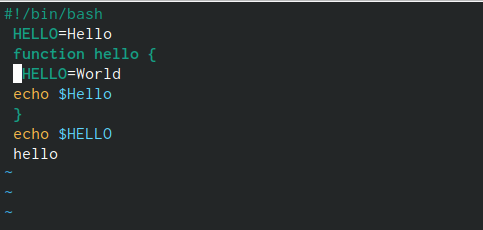 #!/bin/bash
HELLO=Hello
function hello {
HELLO=World
echo $Hello
}
echo $HELLO
hello
~
~
~